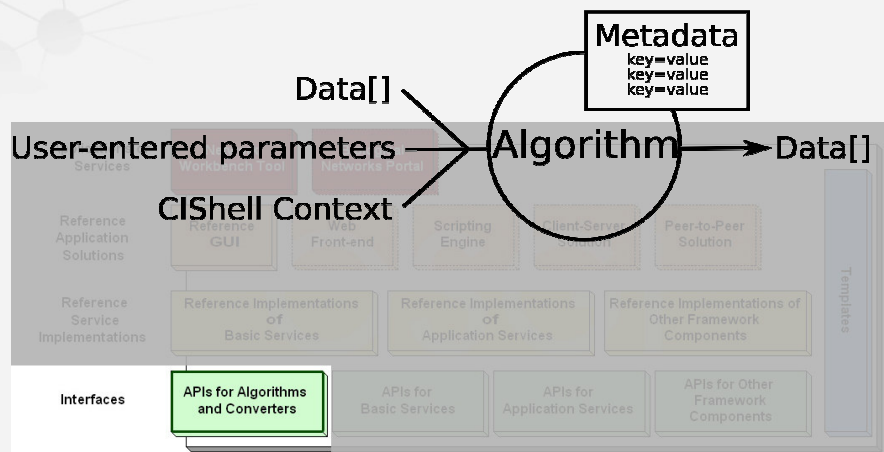 Metadata
key=value
key=value
key=value
Data[]
User-entered parameters
Algorithm
Data[]
CIShell Context
Services
Workbench Tool
Networks Portal
Reference
Application
Solutions
Reference
GUI
Web
Front-end
Scripting
Engine
Client-Server
Solution
Peer-to-Peer
Solution
Templates
Reference
Service
Implementations
Reference Implementations
of
Basic Services
Reference Implementations
of
Application Services
Reference Implementations of
Other Framework
Components
Interfaces
APIs for Algorithms
and Converters
APIs for
Basic Services
APIs for
Application Services
APIs for Other
Framework
Components